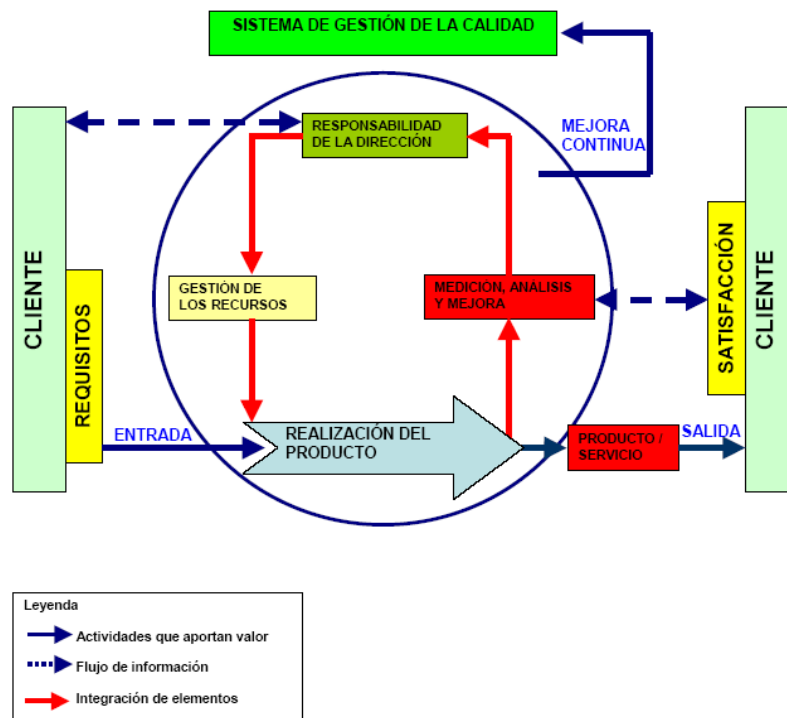 SISTEMA DE GESTIÓN DE LA CALIDAD
MEJORA
CONTINUA
RESPONSABILIDAD
DE LA DIRECCIÓN
CLIENTE
REQUISITOS
GESTIÓN DE
LOS RECURSOS
MEDICIÓN, ANALISIS
Y MEJORA
SATISFACCIÓN
CLIENTE
ENTRADA
REALIZACIÓN DEL
PRODUCTO
PRODUCTO /
SERVICIO
SALIDA
Leyenda
Actividades que aportan valor
Flujo de información
Integración de elementos